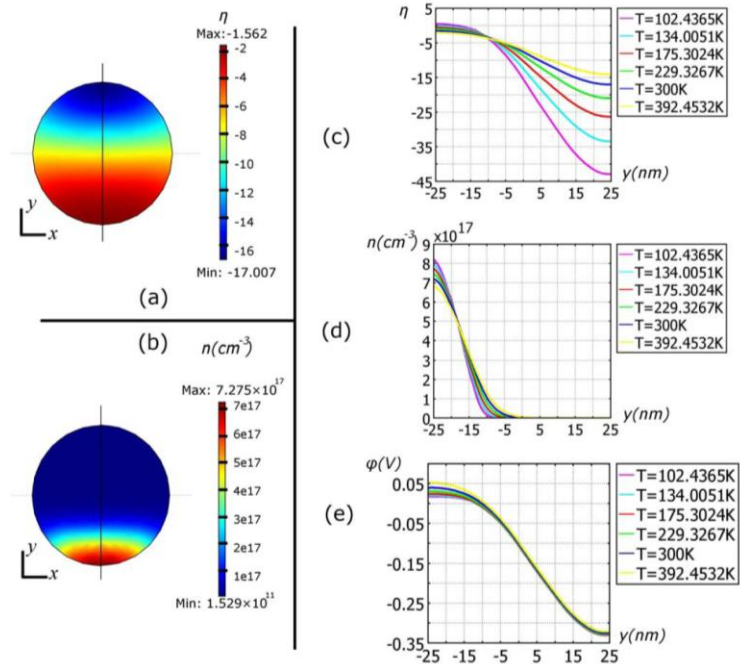 η
Max:-1.562
-2
-4
-6
-8
-10
-12
-14
-16
Min: -17.007
y
x
(a)
(b)
n(cm⁻³)
Max: 7.275×10¹⁷
7e17
6e17
5e17
4e17
3e17
2e17
1e17
Min: 1.529×10¹¹
y
x
(c)
η
5
-5
-15
-25
-35
-45
-25 -15 -5 5 15 25
y(nm)
T=102.4365K
T=134.0051K
T=175.3024K
T=229.3267K
T=300K
T=392.4532K
(d)
n(cm⁻³) ×10¹⁷
9
8
7
6
5
4
3
2
1
0
-25 -15 -5 5 15 25
y(nm)
T=102.4365K
T=134.0051K
T=175.3024K
T=229.3267K
T=300K
T=392.4532K
(e)
φ(V)
0.05
-0.05
-0.15
-0.25
-0.35
-25 -15 -5 5 15 25
y(nm)
T=102.4365K
T=134.0051K
T=175.3024K
T=229.3267K
T=300K
T=392.4532K